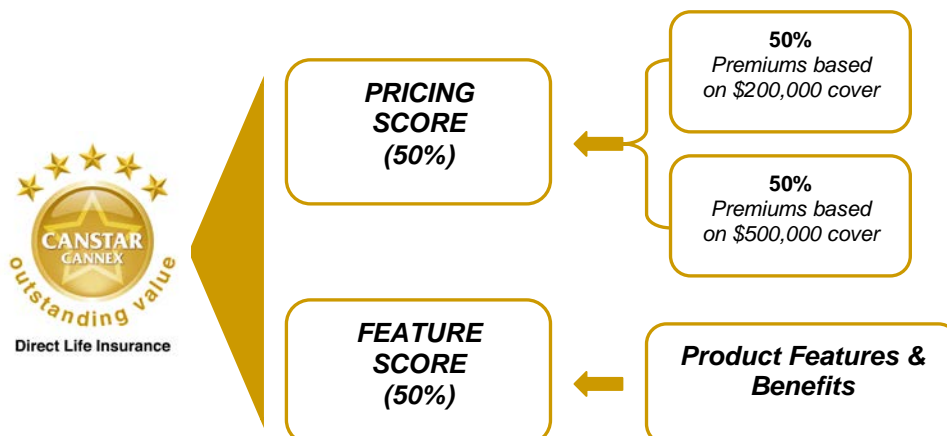 CANSTAR
CANNEX
outstanding value
Direct Life Insurance
PRICING
SCORE
(50%)
50%
Premiums based
on $200,000 cover
50%
Premiums based
on $500,000 cover
FEATURE
SCORE
(50%)
Product Features &
Benefits